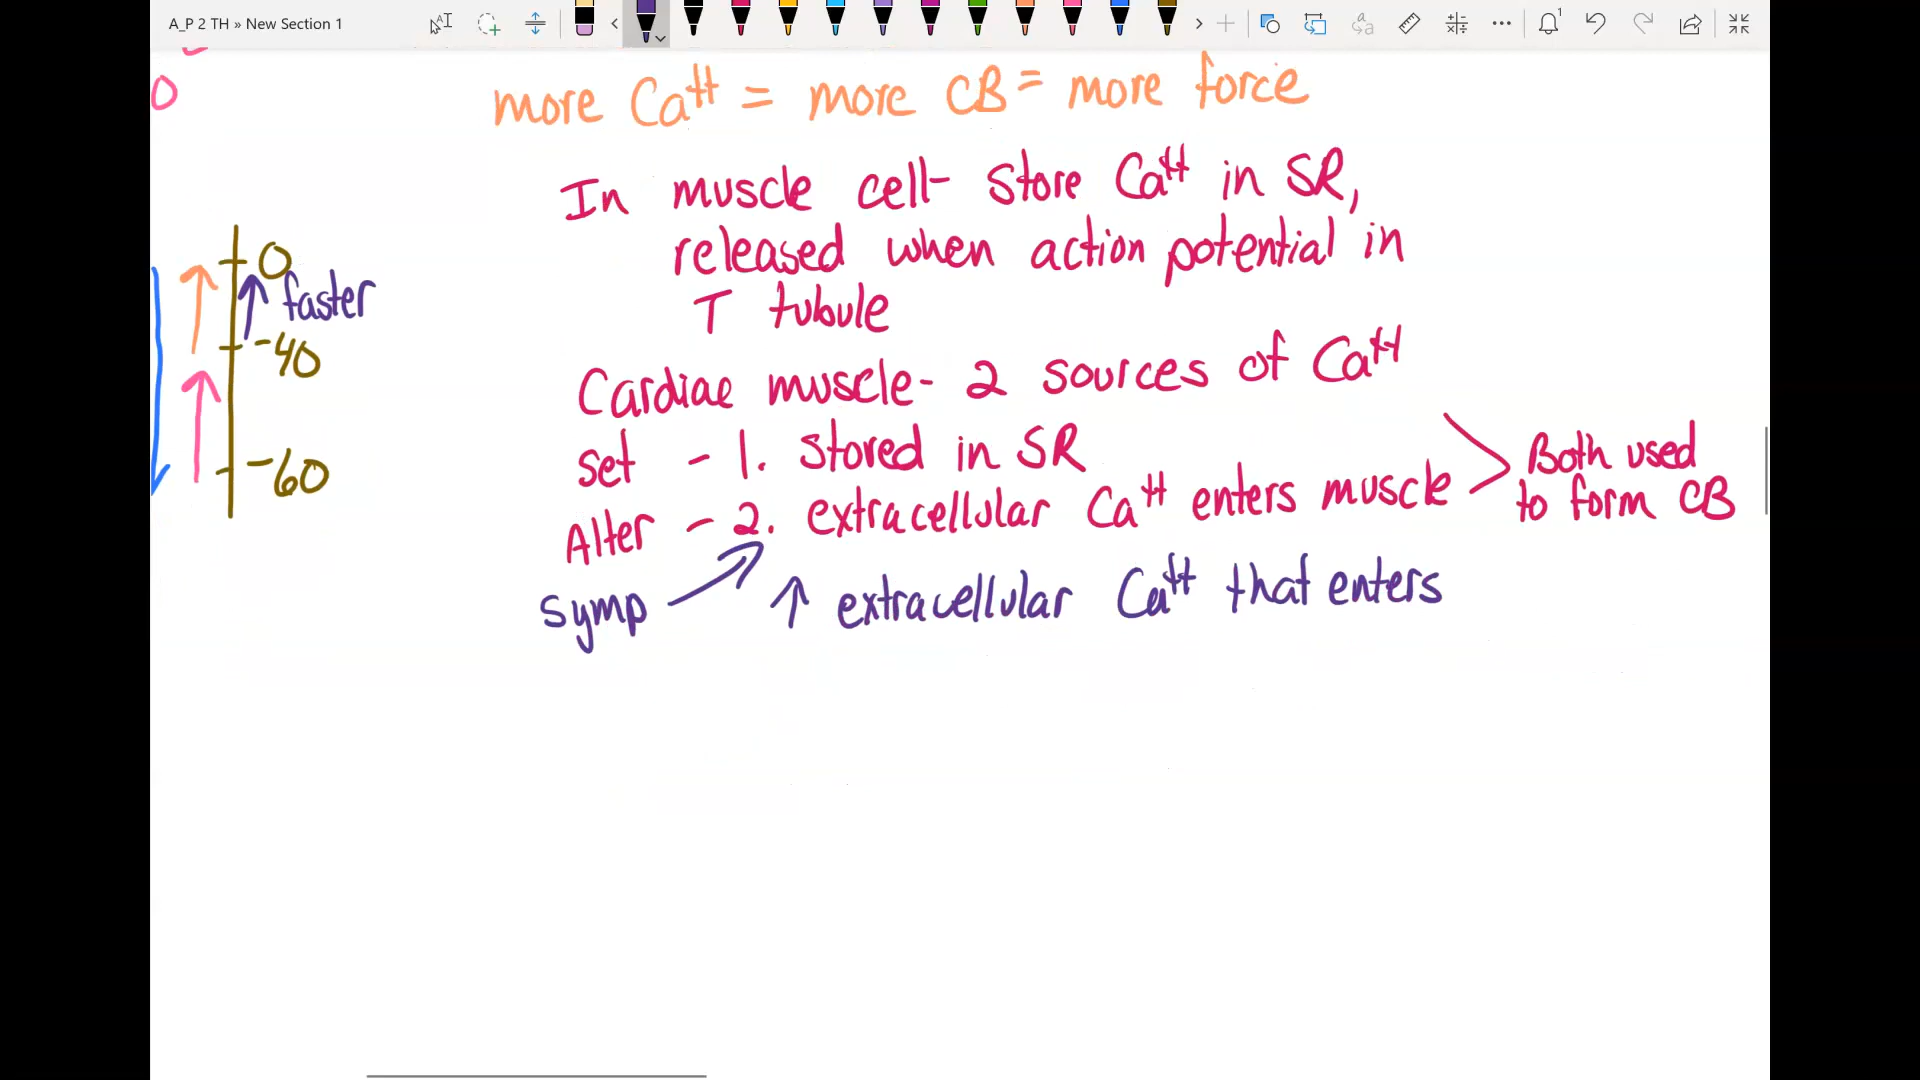 A_P 2 TH » New Section 1
0
more Ca++ = more CB = more force
In muscle cell- store Ca++ in SR,
released when action potential in
T tubule
0
faster
-40
-60
Cardiac muscle- 2 sources of Ca++
set - 1. stored in SR
Alter - 2. extracellular Ca++ enters muscle
Both used
to form CB
symp
↑ extracellular Ca++ that enters